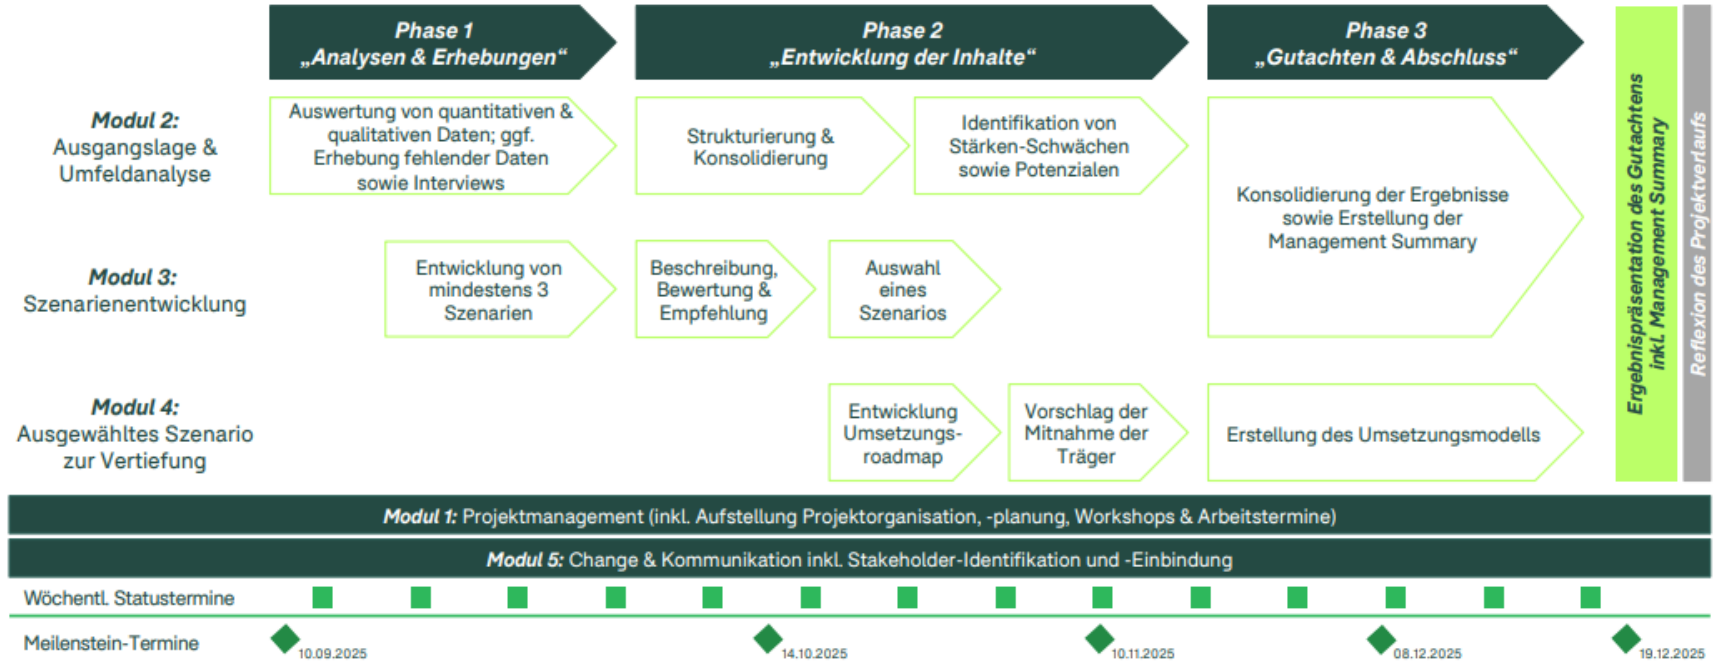 Phase 1
„Analysen & Erhebungen“
Phase 2
„Entwicklung der Inhalte“
Phase 3
„Gutachten & Abschluss“
Ergebnispräsentation des Gutachtens
inkl. Management Summary
Reflexion des Projektverlaufs
Modul 2:
Ausgangslage &
Umfeldanalyse
Auswertung von quantitativen &
qualitativen Daten; ggf.
Erhebung fehlender Daten
sowie Interviews
Strukturierung &
Konsolidierung
Identifikation von
Stärken-Schwächen
sowie Potenzialen
Konsolidierung der Ergebnisse
sowie Erstellung der
Management Summary
Modul 3:
Szenarienentwicklung
Entwicklung von
mindestens 3
Szenarien
Beschreibung,
Bewertung &
Empfehlung
Auswahl
eines
Szenarios
Modul 4:
Ausgewähltes Szenario
zur Vertiefung
Entwicklung
Umsetzungs-
roadmap
Vorschlag der
Mitnahme der
Träger
Erstellung des Umsetzungsmodells
Modul 1: Projektmanagement (inkl. Aufstellung Projektorganisation, -planung, Workshops & Arbeitstermine)
Modul 5: Change & Kommunikation inkl. Stakeholder-Identifikation und -Einbindung
Wöchentl. Statustermine
Meilenstein-Termine
10.09.2025
14.10.2025
10.11.2025
08.12.2025
19.12.2025